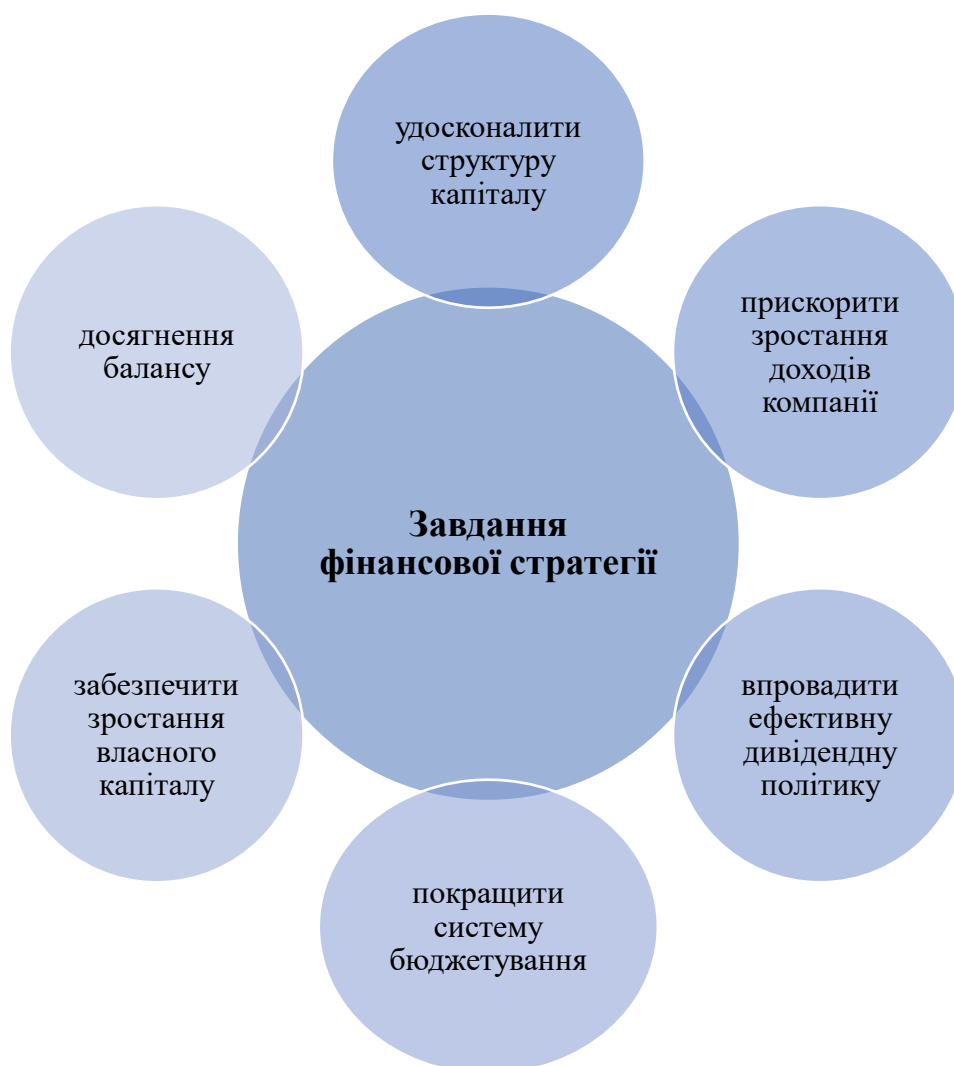 удосконалити
структуру
капіталу
прискорити
зростання
доходів
компанії
впровадити
ефективну
дивідендну
політику
покращити
систему
бюджетування
забезпечити
зростання
власного
капіталу
досягнення
балансу
Завдання
фінансової стратегії